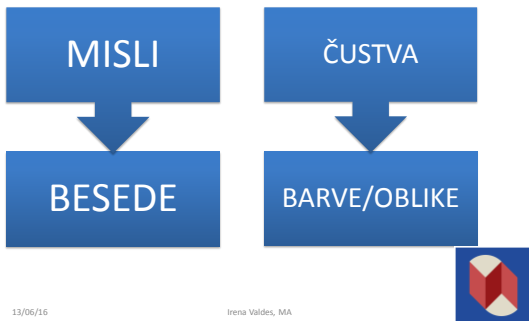 MISLI
ČUSTVA
BESEDE
BARVE/OBLIKE
13/06/16
Irena Valdes, MA